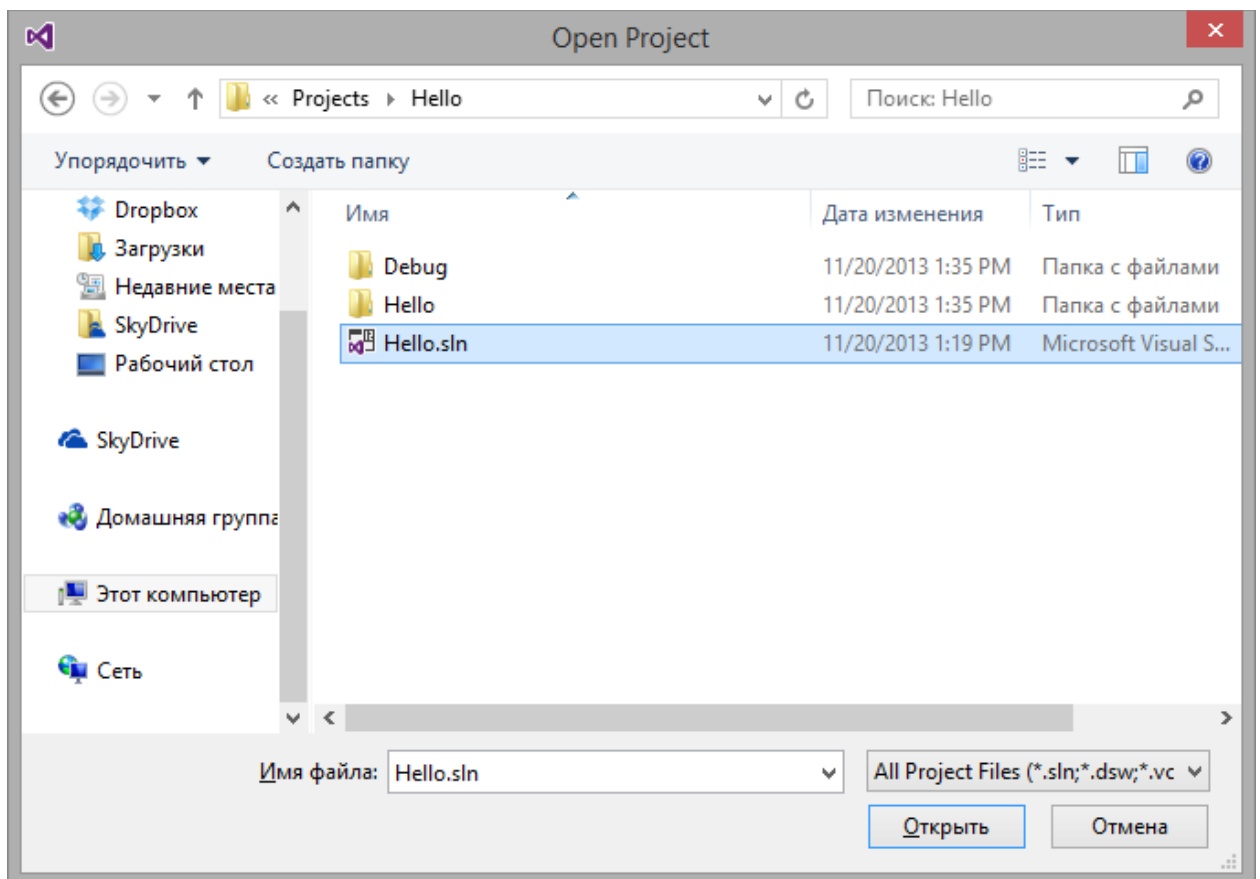 Open Project
« Projects Hello
Поиск: Hello
Упорядочить Создать папку
Dropbox
Загрузки
Недавние места
SkyDrive
Рабочий стол
SkyDrive
Домашняя группа
Этот компьютер
Сеть
Имя Дата изменения Тип
Debug 11/20/2013 1:35 PM Папка с файлами
Hello 11/20/2013 1:35 PM Папка с файлами
Hello.sln 11/20/2013 1:19 PM Microsoft Visual S...
Имя файла: Hello.sln All Project Files (*.sln;*.dsw;*.vc
Открыть Отмена